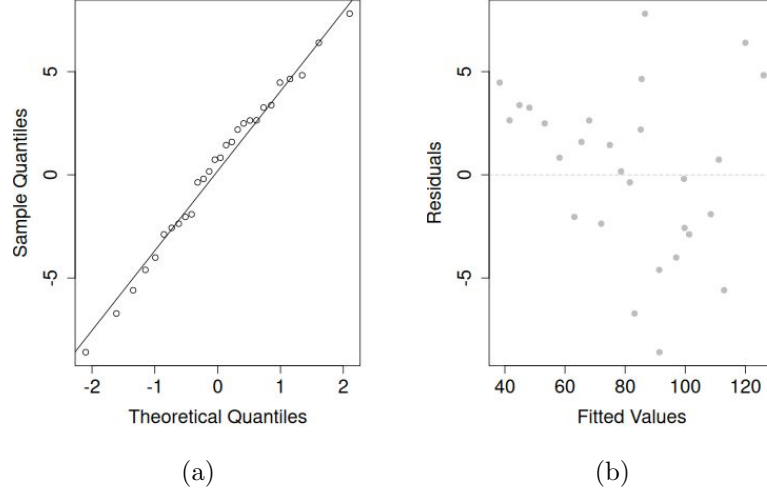 5
0
-5
Sample Quantiles
-2 -1 0 1 2
Theoretical Quantiles
(a)
5
0
-5
Residuals
40 60 80 100 120
Fitted Values
(b)